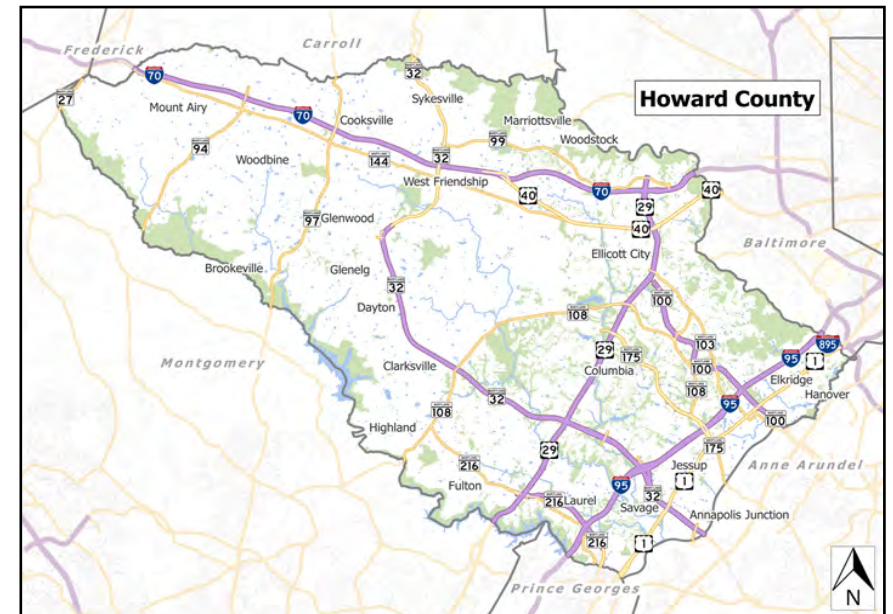 Frederick
Carroll
Howard County
70
32
27
Mount Airy
70
Sykesville
Cooksville
Marriottsville
Woodstock
99
94
144
32
Woodbine
West Friendship
70
40
40
29
97
Glenwood
40
Baltimore
Ellicott City
Brookeville
Glenelg
32
100
Dayton
108
103
895
29
175
95
1
Montgomery
Clarksville
Columbia
100
Elkridge
32
108
Hanover
108
95
100
Highland
29
175
216
Jessup
Anne Arundel
Fulton
95
1
32
216
Laurel
Savage
Annapolis Junction
216
1
Prince Georges
N